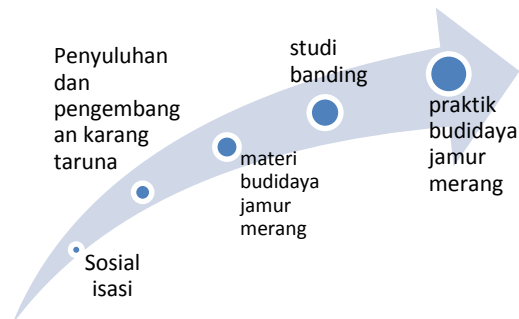 Sosial
isasi
Penyuluhan
dan
pengembang
an karang
taruna
materi
budidaya
jamur
merang
studi
banding
praktik
budidaya
jamur
merang